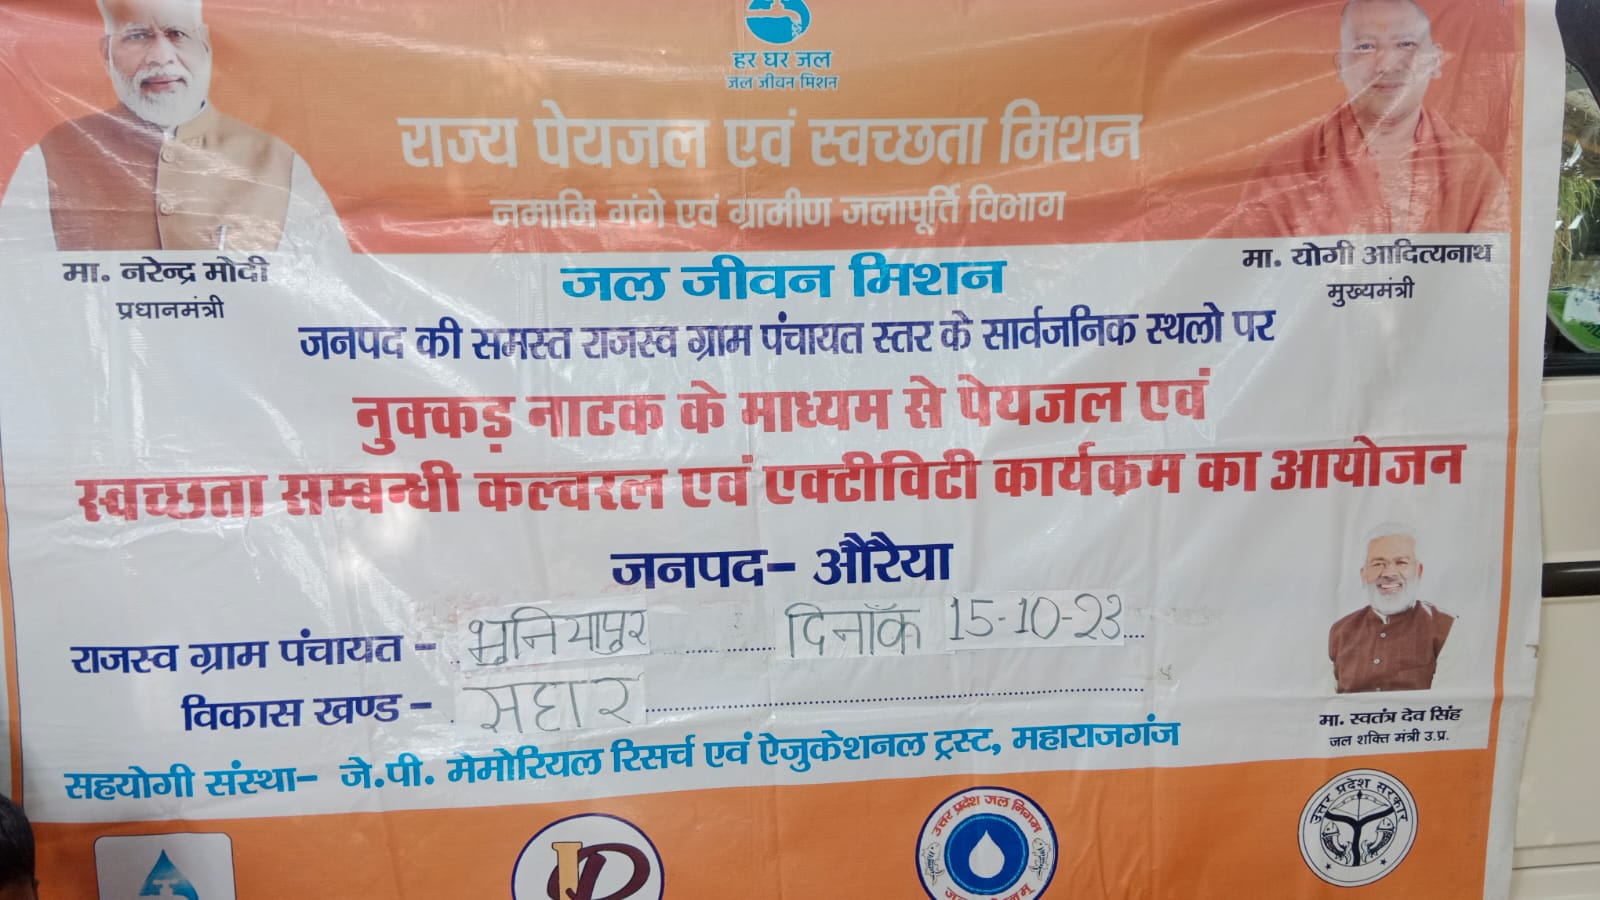 हर घर जल
जल जीवन मिशन
राज्य पेयजल एवं स्वच्छता मिशन
नमामि गंगे एवं ग्रामीण जलापूर्ति विभाग
मा. नरेन्द्र मोदी
प्रधानमंत्री
मा. योगी आदित्यनाथ
मुख्यमंत्री
जल जीवन मिशन
जनपद की समस्त राजस्व ग्राम पंचायत स्तर के सार्वजनिक स्थलो पर
नुक्कड़ नाटक के माध्यम से पेयजल एवं
स्वच्छता सम्बन्धी कल्चरल एवं एक्टीविटी कार्यक्रम का आयोजन
जनपद- औरैया
राजस्व ग्राम पंचायत - भुनियापुर दिनाँक 15-10-23
विकास खण्ड - सहार
मा. स्वतंत्र देव सिंह
जल शक्ति मंत्री उ.प्र.
सहयोगी संस्था- जे.पी. मेमोरियल रिसर्च एवं ऐजुकेशनल ट्रस्ट, महाराजगंज
उत्तर प्रदेश जल निगम
उत्तर प्रदेश सरकार